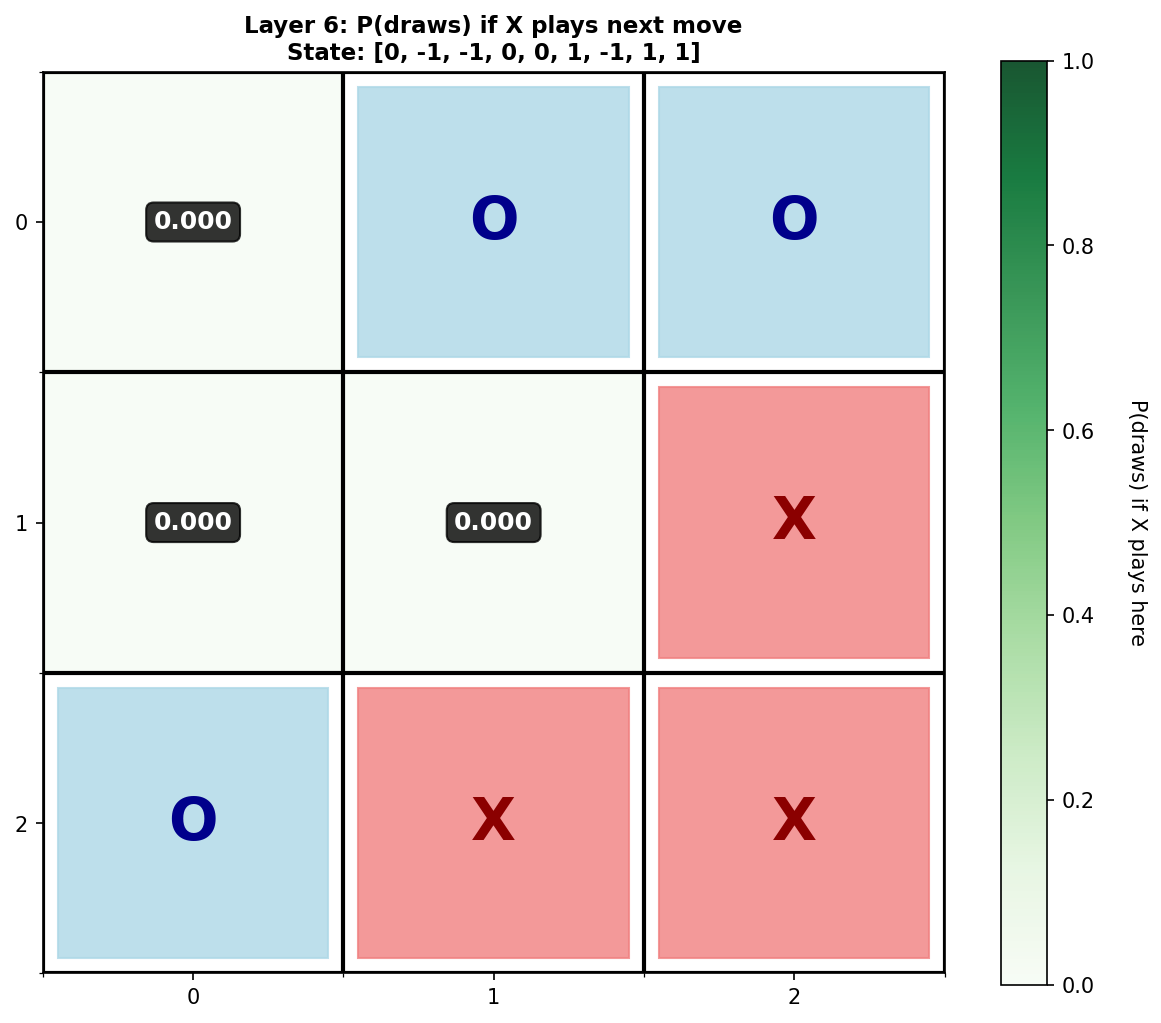 Layer 6: P(draws) if X plays next move
State: [0, -1, -1, 0, 0, 1, -1, 1, 1]
0
0.000
O
O
1
0.000
0.000
X
2
O
X
X
0
1
2
1.0
0.8
0.6
0.4
0.2
0.0
P(draws) if X plays here